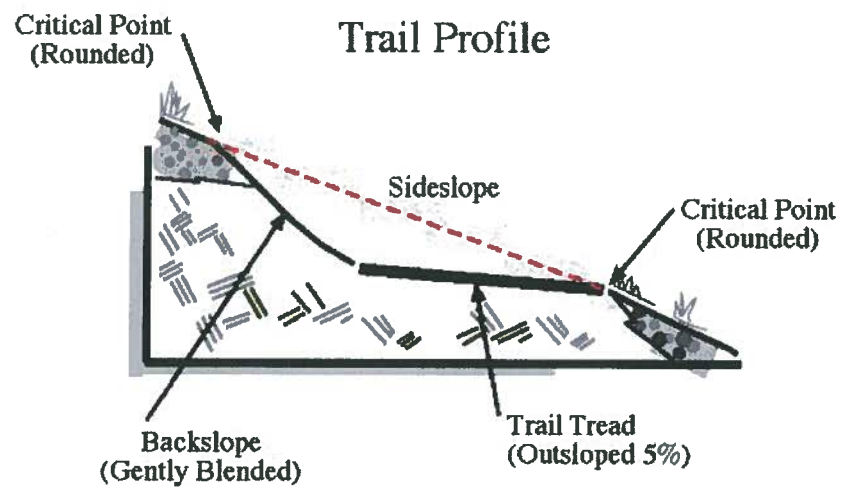 Trail Profile
Critical Point
(Rounded)
Sideslope
Critical Point
(Rounded)
Backslope
(Gently Blended)
Trail Tread
(Outsloped 5%)